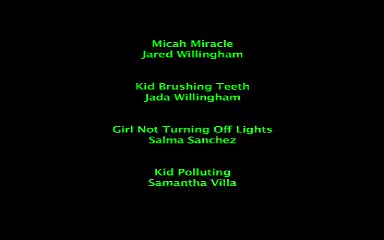 Micah Miracle
Jared Willingham
Kid Brushing Teeth
Jada Willingham
Girl Not Turning Off Lights
Salma Sanchez
Kid Polluting
Samantha Villa